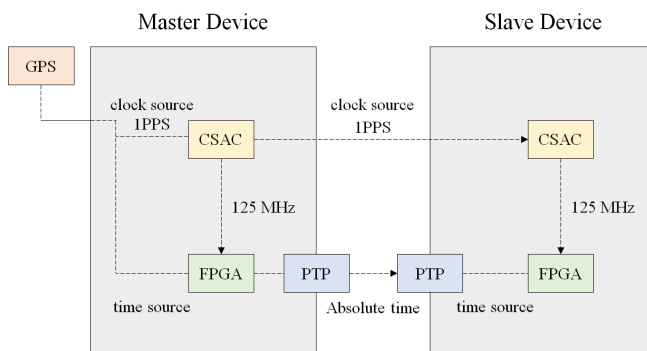 Master Device
Slave Device
GPS
clock source
1PPS
CSAC
clock source
1PPS
CSAC
125 MHz
125 MHz
FPGA
PTP
PTP
FPGA
time source
Absolute time
time source